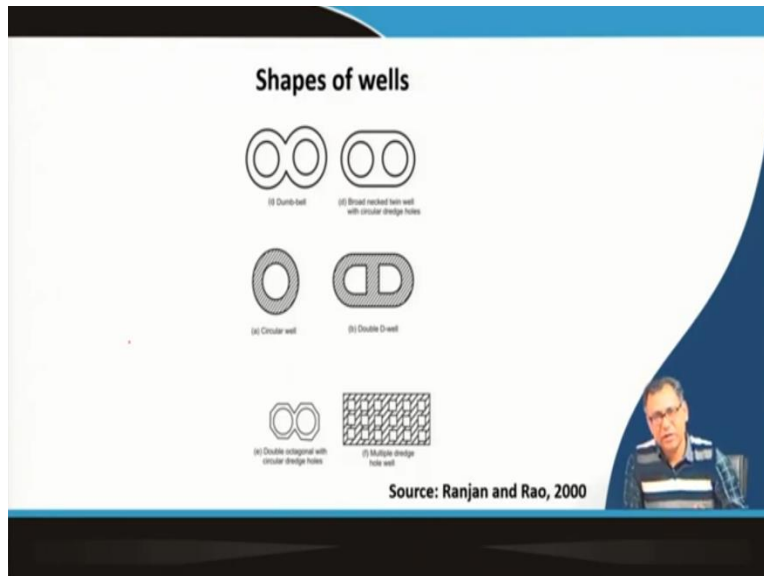 Shapes of wells
(i) Dumb-bell
(d) Broad necked twin well
with circular dredge holes
(a) Circular well
(b) Double D-well
(e) Double octagonal with
circular dredge holes
(f) Multiple dredge
hole well
Source: Ranjan and Rao, 2000